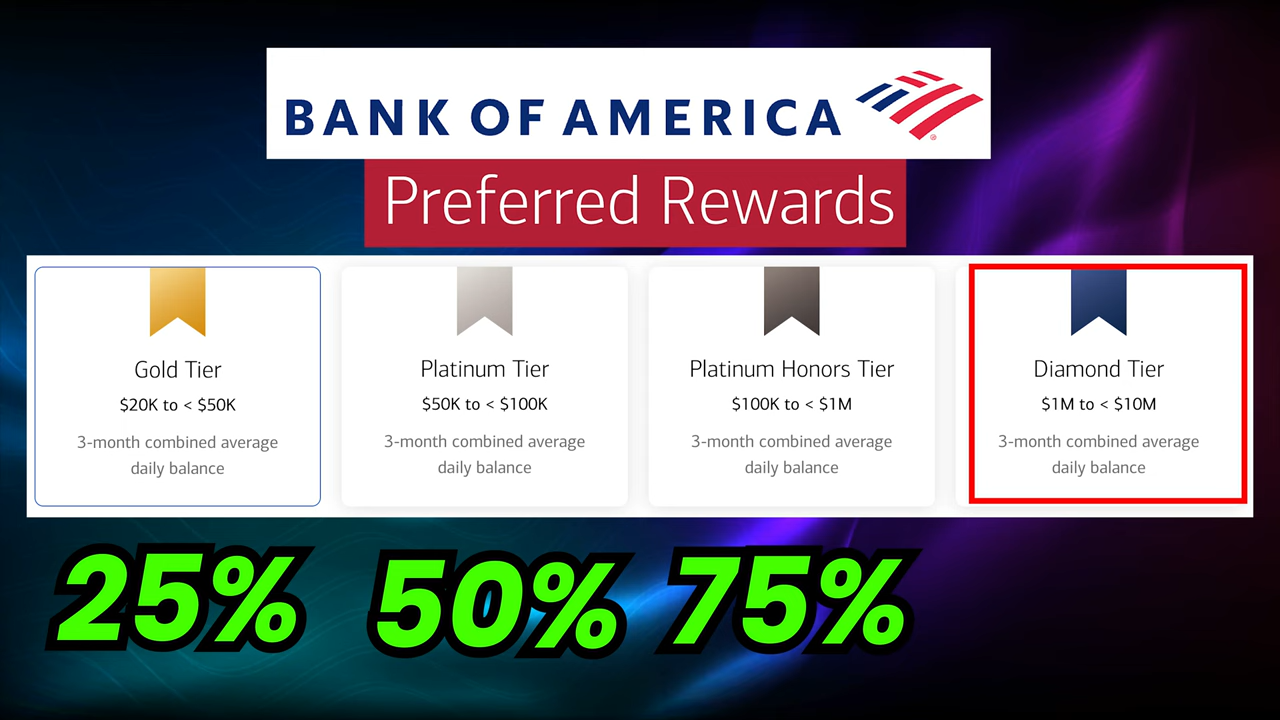 BANK OF AMERICA
Preferred Rewards
Gold Tier
$20K to < $50K
3-month combined average
daily balance
Platinum Tier
$50K to < $100K
3-month combined average
daily balance
Platinum Honors Tier
$100K to < $1M
3-month combined average
daily balance
Diamond Tier
$1M to < $10M
3-month combined average
daily balance
25%
50%
75%